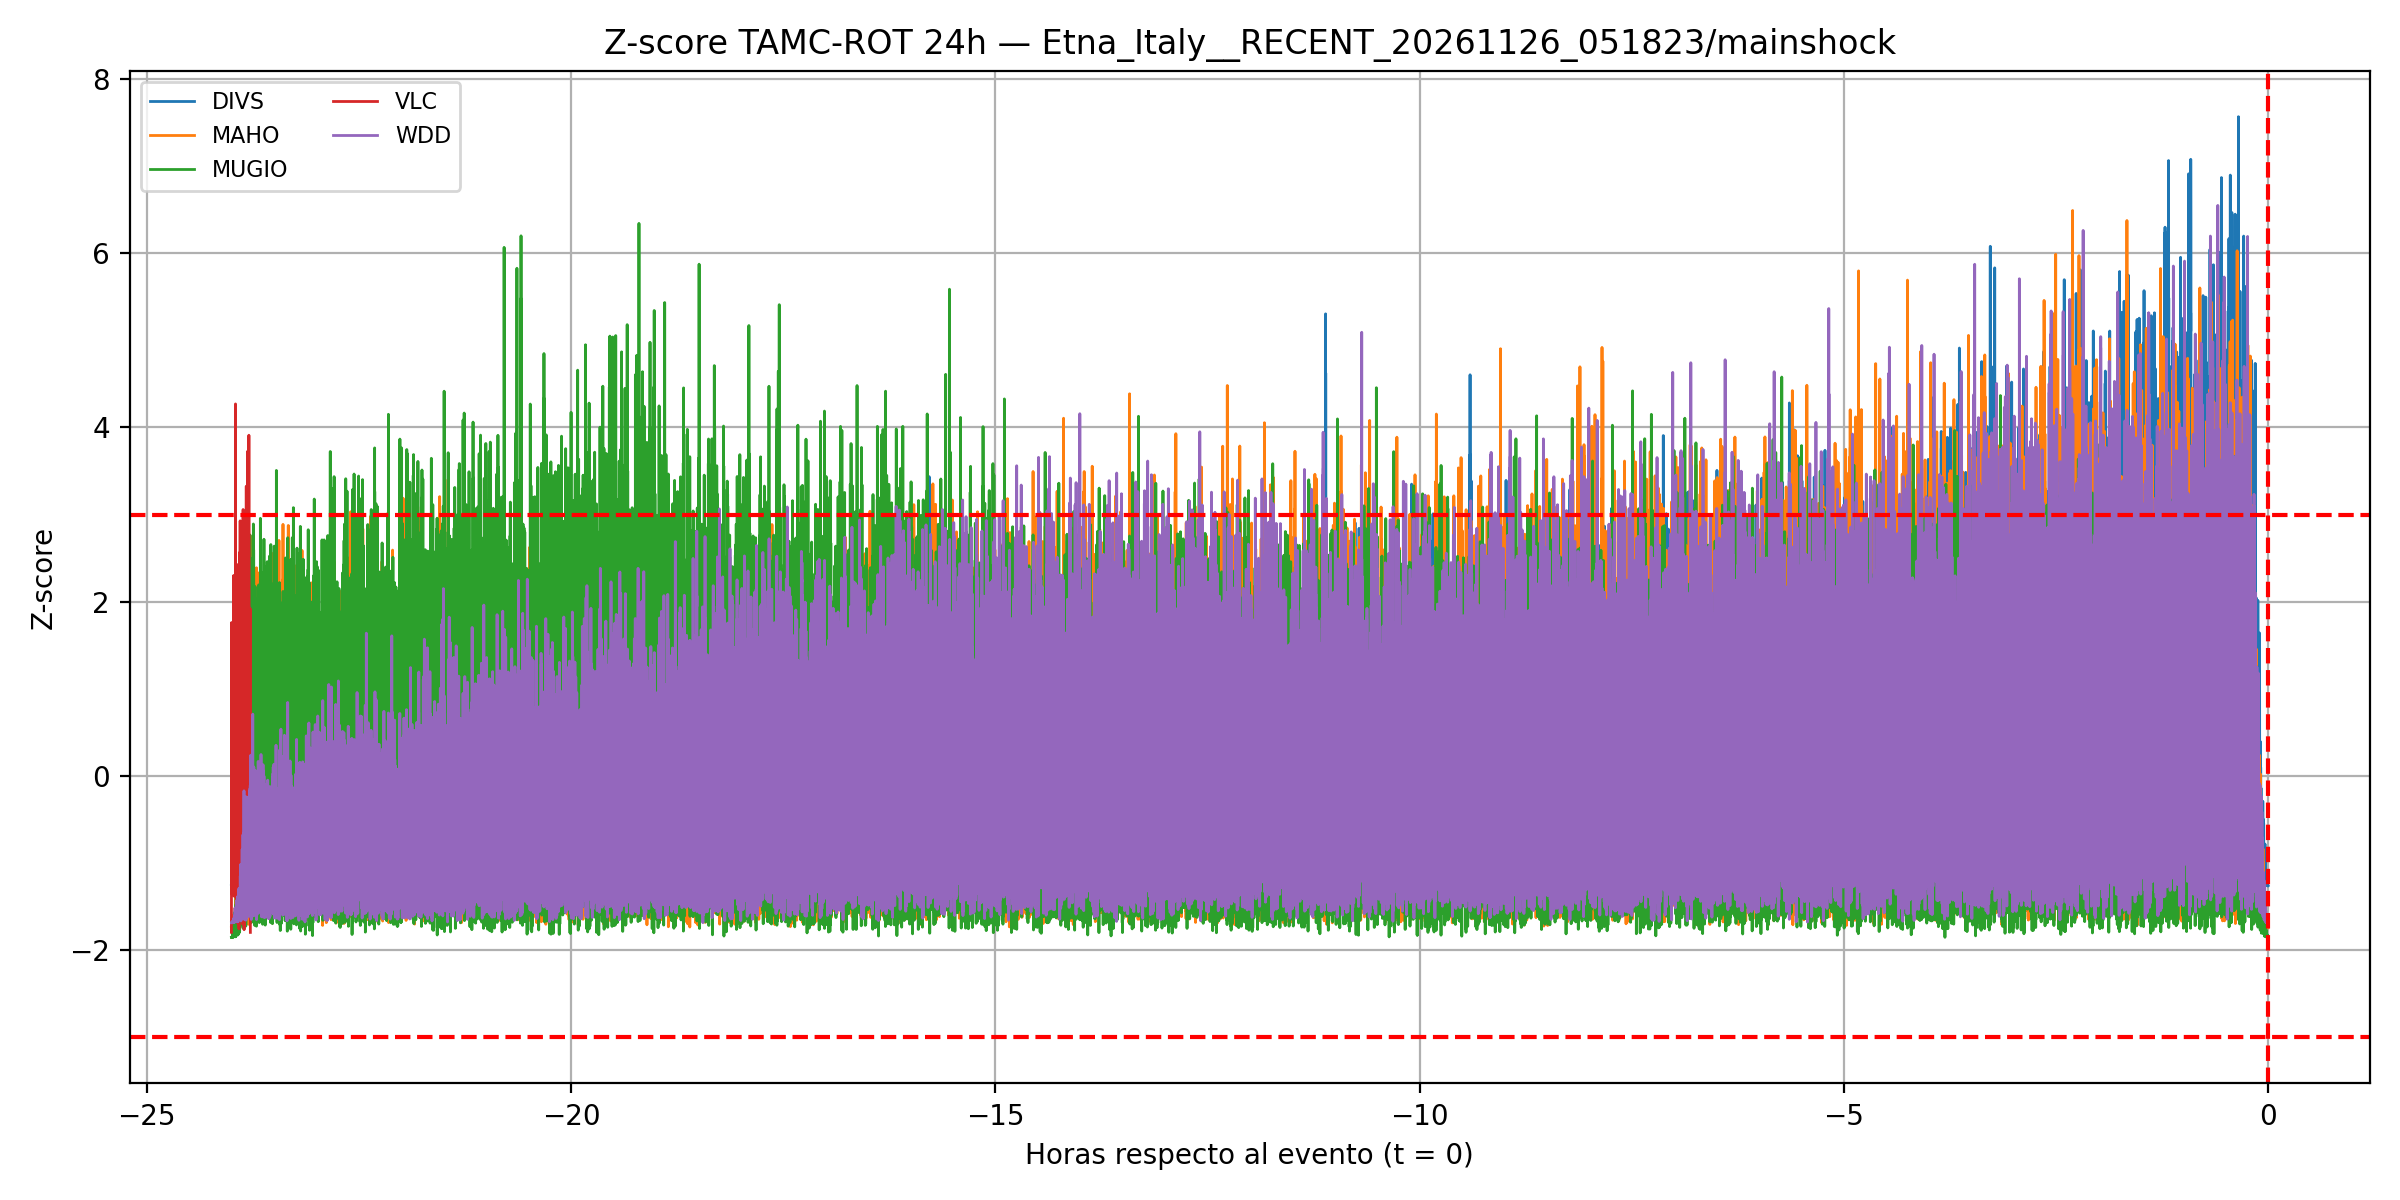 Z-score TAMC-ROT 24h — Etna_Italy__RECENT_20261126_051823/mainshock
8
6
4
2
0
−2
Z-score
DIVS
MAHO
MUGIO
VLC
WDD
−25
−20
−15
−10
−5
0
Horas respecto al evento (t = 0)